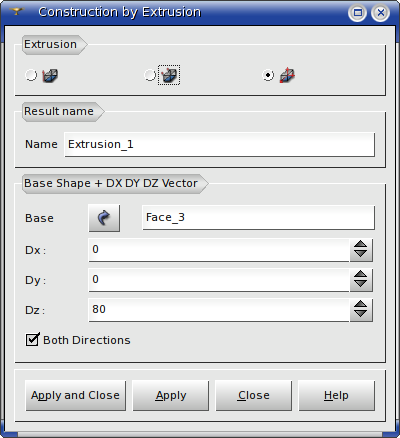 Construction by Extrusion
Extrusion
Result name
Name Extrusion_1
Base Shape + DX DY DZ Vector
Base Face_3
Dx : 0
Dy : 0
Dz : 80
Both Directions
Apply and Close Apply Close Help